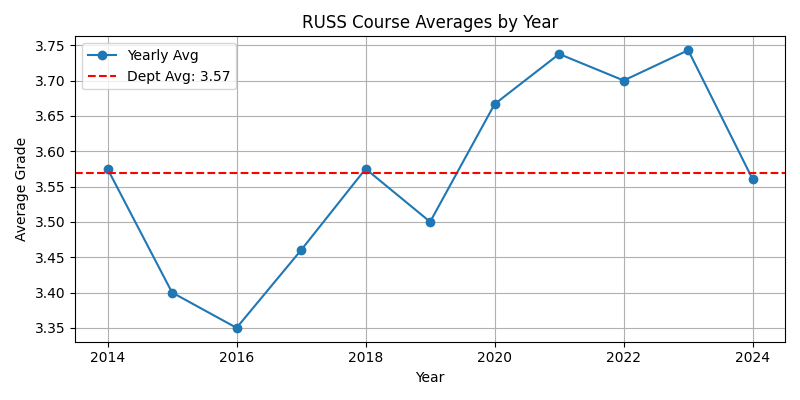 RUSS Course Averages by Year
Yearly Avg
Dept Avg: 3.57
Average Grade
3.75
3.70
3.65
3.60
3.55
3.50
3.45
3.40
3.35
2014 2016 2018 2020 2022 2024
Year